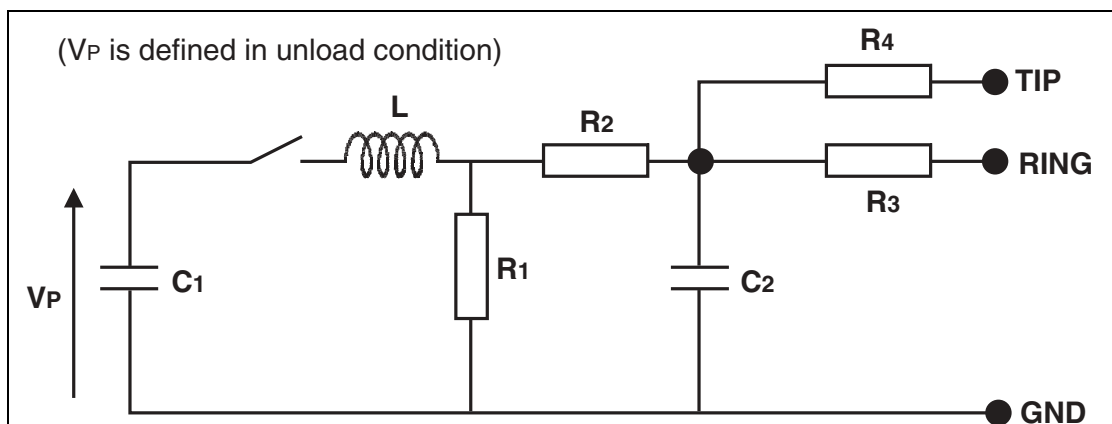 (VP is defined in unload condition)
R4
TIP
L
R2
RING
R3
VP
C1
R1
C2
GND